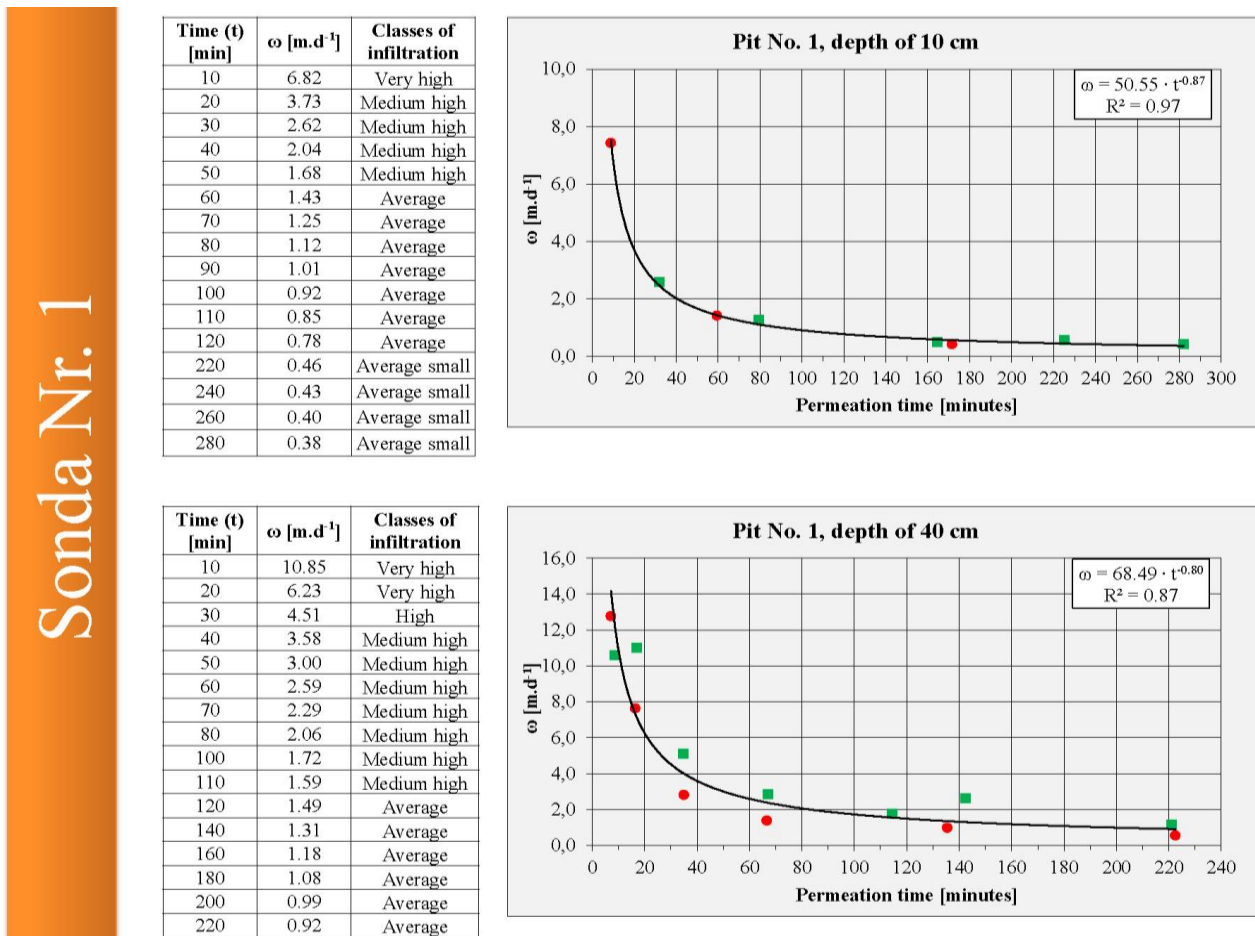 Sonda Nr. 1
Time (t) [min] ω [m.d-1] Classes of infiltration
10 6.82 Very high
20 3.73 Medium high
30 2.62 Medium high
40 2.04 Medium high
50 1.68 Medium high
60 1.43 Average
70 1.25 Average
80 1.12 Average
90 1.01 Average
100 0.92 Average
110 0.85 Average
120 0.78 Average
220 0.46 Average small
240 0.43 Average small
260 0.40 Average small
280 0.38 Average small
Pit No. 1, depth of 10 cm
ω = 50.55 · t-0.87
R² = 0.97
ω [m.d-1]
10,0
8,0
6,0
4,0
2,0
0,0
0 20 40 60 80 100 120 140 160 180 200 220 240 260 280 300
Permeation time [minutes]
Time (t) [min] ω [m.d-1] Classes of infiltration
10 10.85 Very high
20 6.23 Very high
30 4.51 High
40 3.58 Medium high
50 3.00 Medium high
60 2.59 Medium high
70 2.29 Medium high
80 2.06 Medium high
100 1.72 Medium high
110 1.59 Medium high
120 1.49 Average
140 1.31 Average
160 1.18 Average
180 1.08 Average
200 0.99 Average
220 0.92 Average
Pit No. 1, depth of 40 cm
ω = 68.49 · t-0.80
R² = 0.87
ω [m.d-1]
16,0
14,0
12,0
10,0
8,0
6,0
4,0
2,0
0,0
0 20 40 60 80 100 120 140 160 180 200 220 240
Permeation time [minutes]